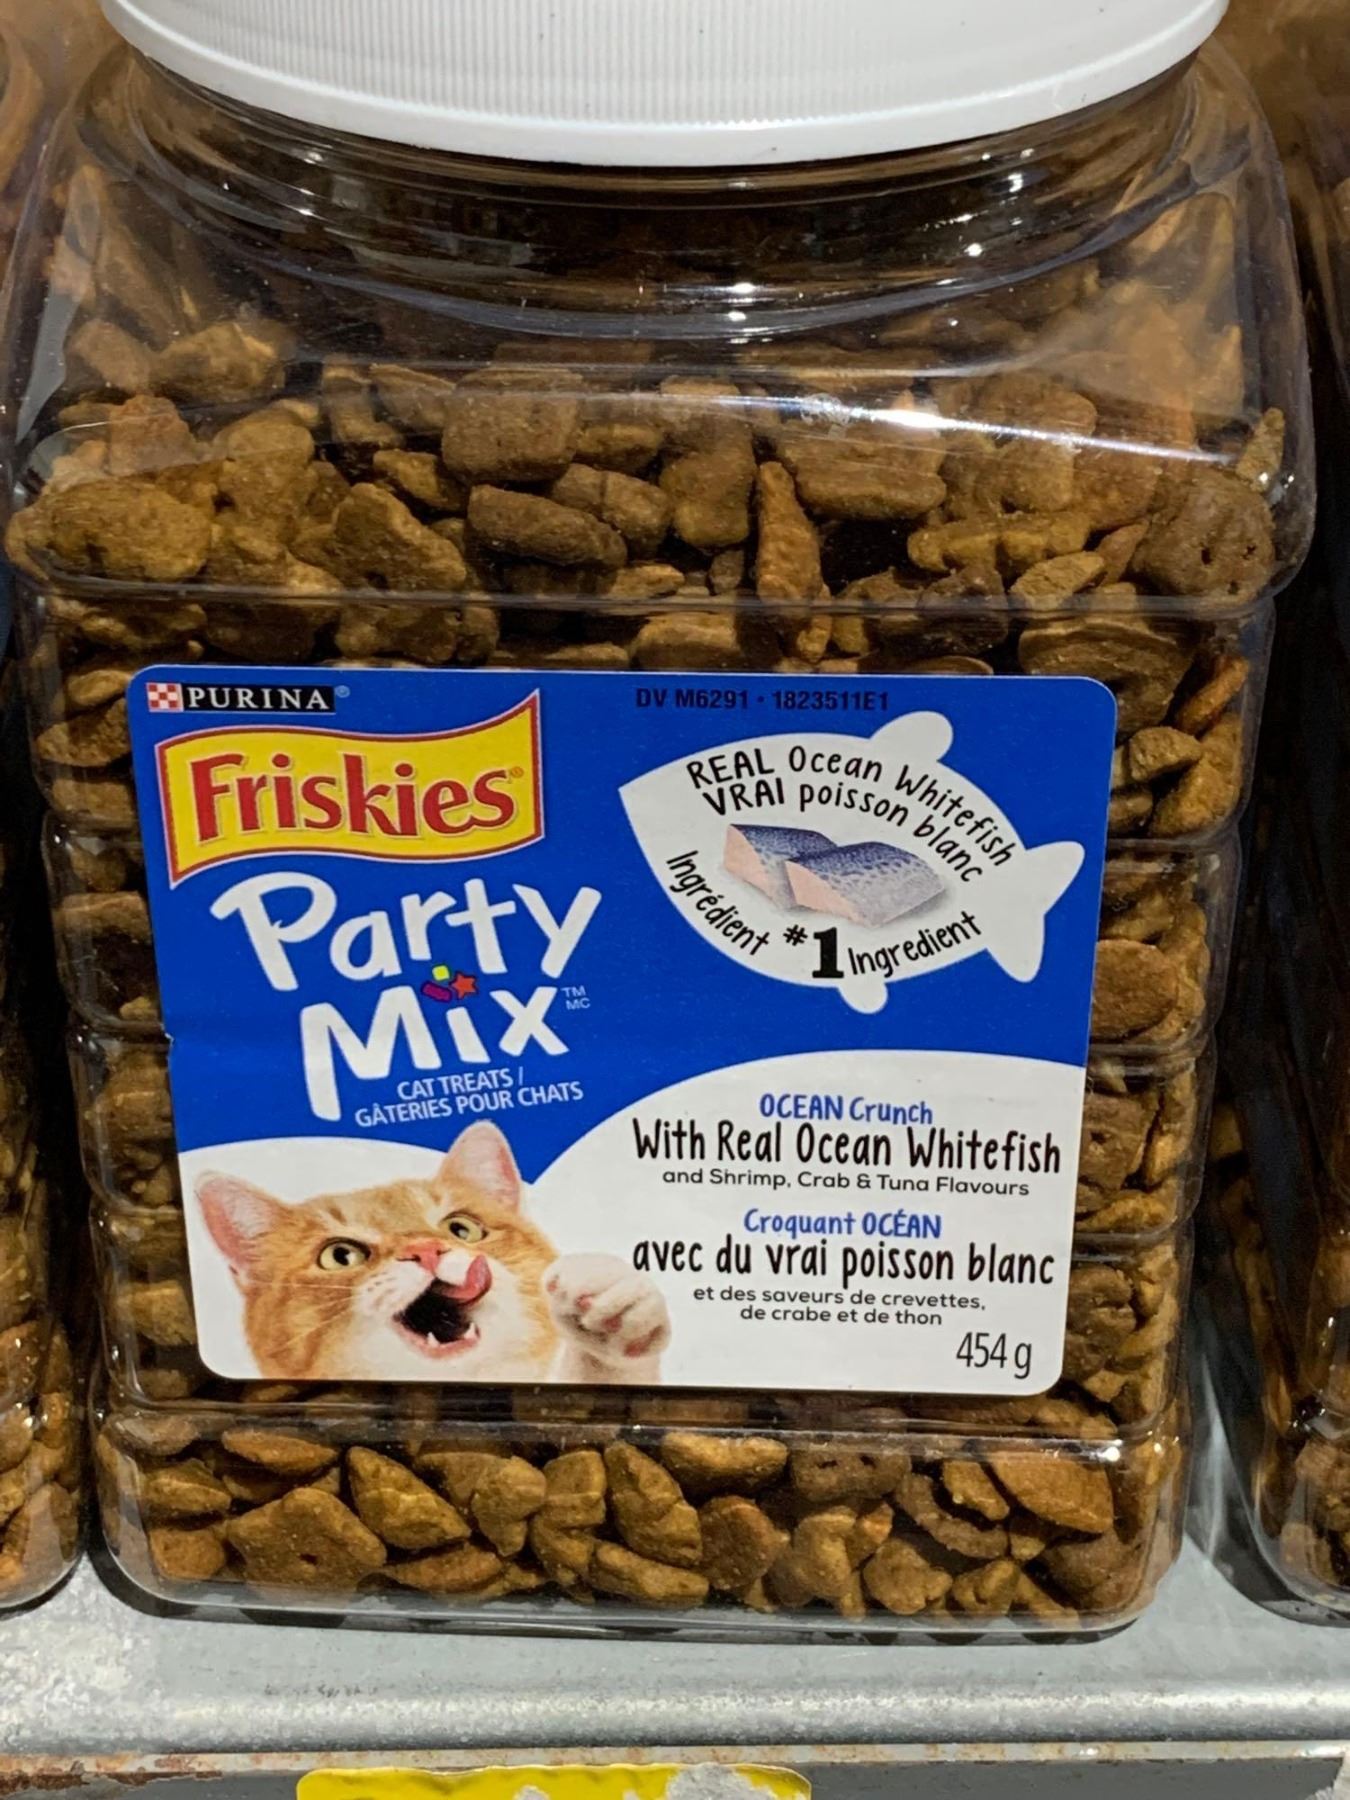 PURINA®
DV M6291 • 1823511E1
Friskies®
Party
Mix TM MC
CAT TREATS /
GÂTERIES POUR CHATS
REAL Ocean Whitefish
VRAI poisson blanc
Ingrédient #1 Ingredient
OCEAN Crunch
With Real Ocean Whitefish
and Shrimp, Crab & Tuna Flavours
Croquant OCÉAN
avec du vrai poisson blanc
et des saveurs de crevettes,
de crabe et de thon
454 g